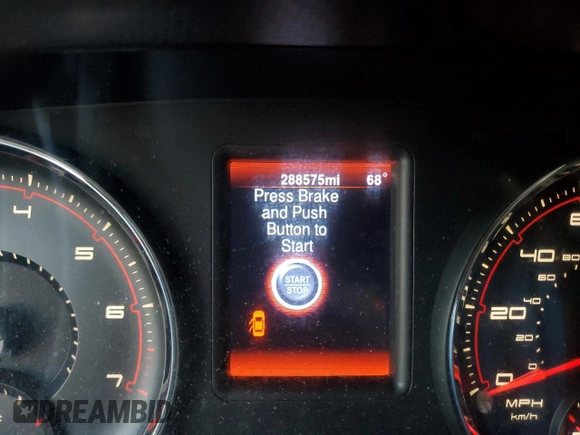 288575mi 68°
Press Brake
and Push
Button to
Start
START
STOP
4
5
6
7
40
20
0
80
60
40
20
0
MPH
km/h
DREAMBID